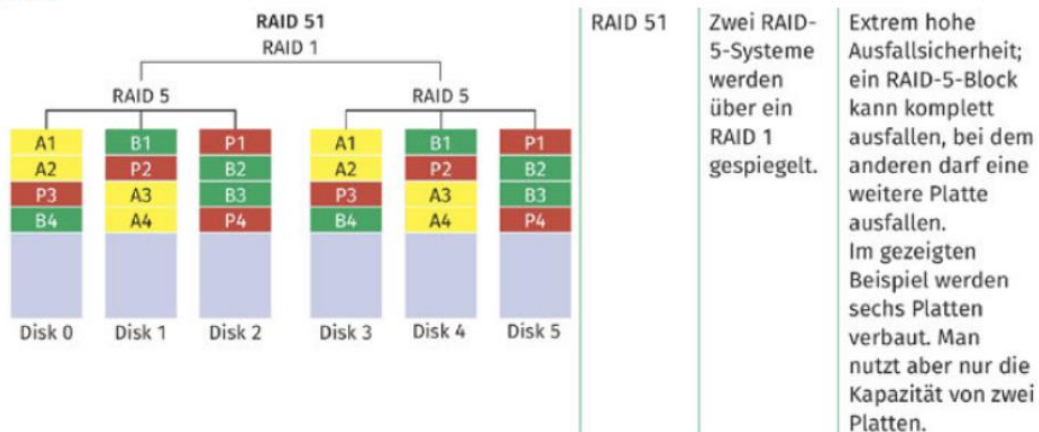 RAID 51
RAID 1
RAID 5 RAID 5
A1 B1 P1 A1 B1 P1
A2 P2 B2 A2 P2 B2
P3 A3 B3 P3 A3 B3
B4 A4 P4 B4 A4 P4
Disk 0 Disk 1 Disk 2 Disk 3 Disk 4 Disk 5
RAID 51
Zwei RAID-
5-Systeme
werden
über ein
RAID 1
gespiegelt.
Extrem hohe
Ausfallsicherheit;
ein RAID-5-Block
kann komplett
ausfallen, bei dem
anderen darf eine
weitere Platte
ausfallen.
Im gezeigten
Beispiel werden
sechs Platten
verbaut. Man
nutzt aber nur die
Kapazität von zwei
Platten.